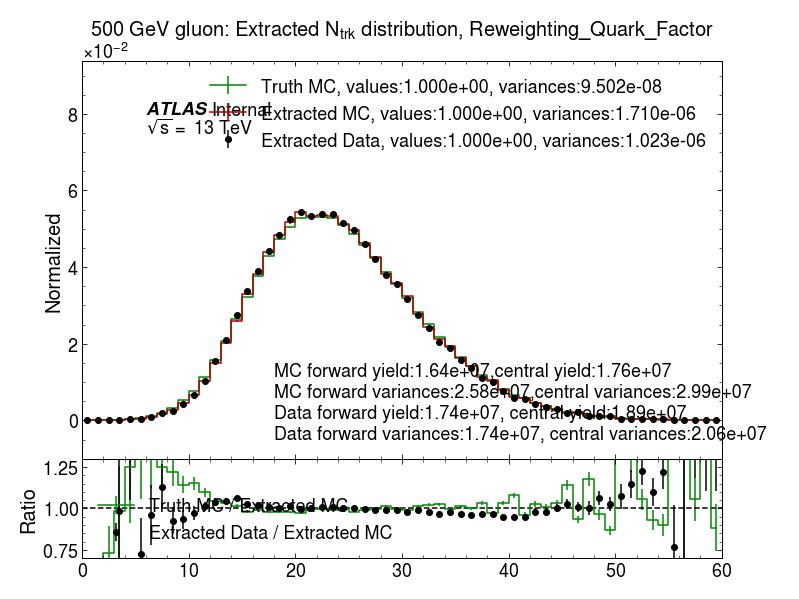 500 GeV gluon: Extracted Ntrk distribution, Reweighting_Quark_Factor
×10−2
Truth MC, values:1.000e+00, variances:9.502e-08
ATLAS Internal
Extracted MC, values:1.000e+00, variances:1.710e-06
√s = 13 TeV
Extracted Data, values:1.000e+00, variances:1.023e-06
8
6
4
2
0
Normalized
MC forward yield:1.64e+07,central yield:1.76e+07
MC forward variances:2.58e+07,central variances:2.99e+07
Data forward yield:1.74e+07, central yield:1.89e+07
Data forward variances:1.74e+07, central variances:2.06e+07
1.25
1.00
0.75
Ratio
Truth MC / Extracted MC
Extracted Data / Extracted MC
0 10 20 30 40 50 60